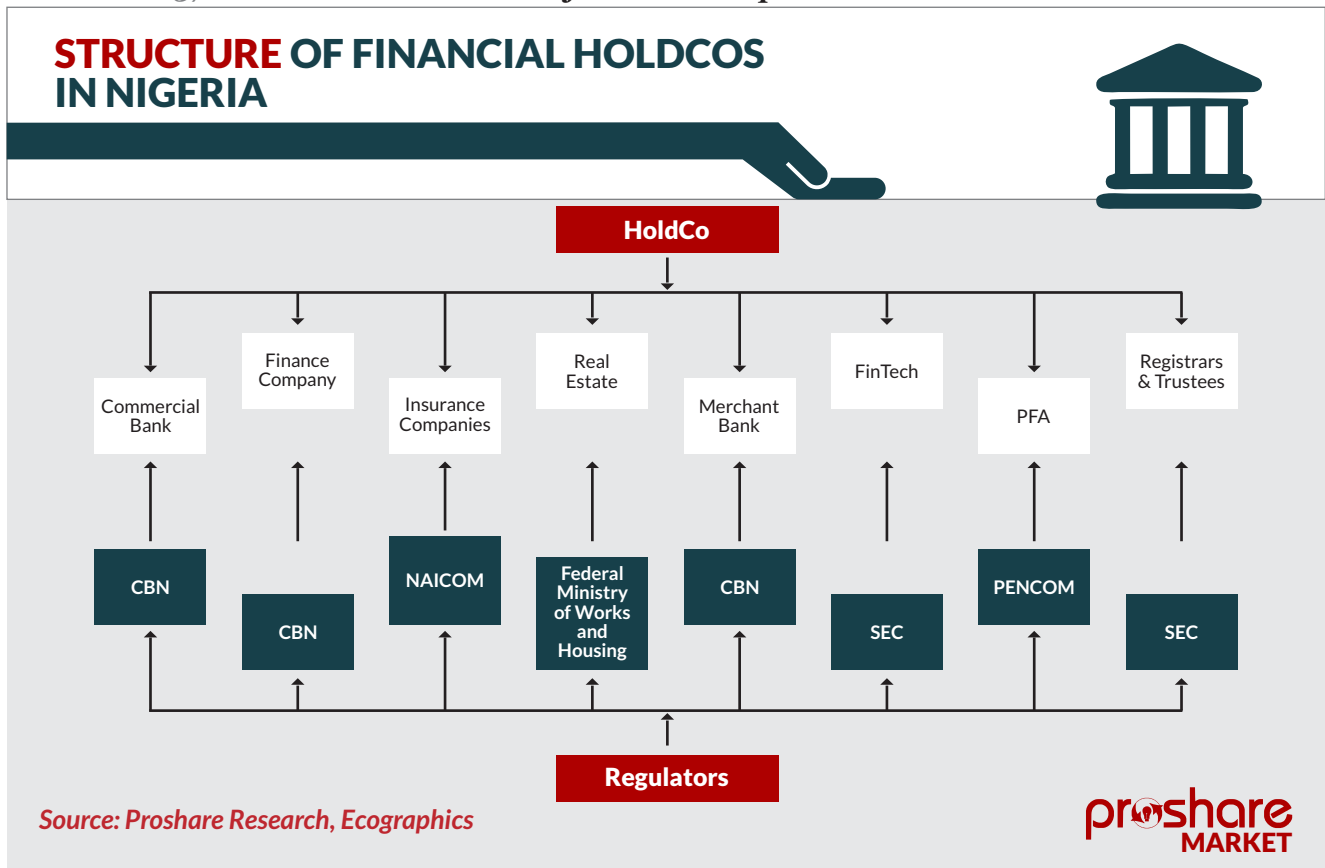 STRUCTURE OF FINANCIAL HOLDCOS
IN NIGERIA
HoldCo
Commercial
Bank
Finance
Company
Insurance
Companies
Real
Estate
Merchant
Bank
FinTech
PFA
Registrars
& Trustees
CBN
CBN
NAICOM
Federal
Ministry
of Works
and
Housing
CBN
SEC
PENCOM
SEC
Regulators
Source: Proshare Research, Ecographics
proshare
MARKET